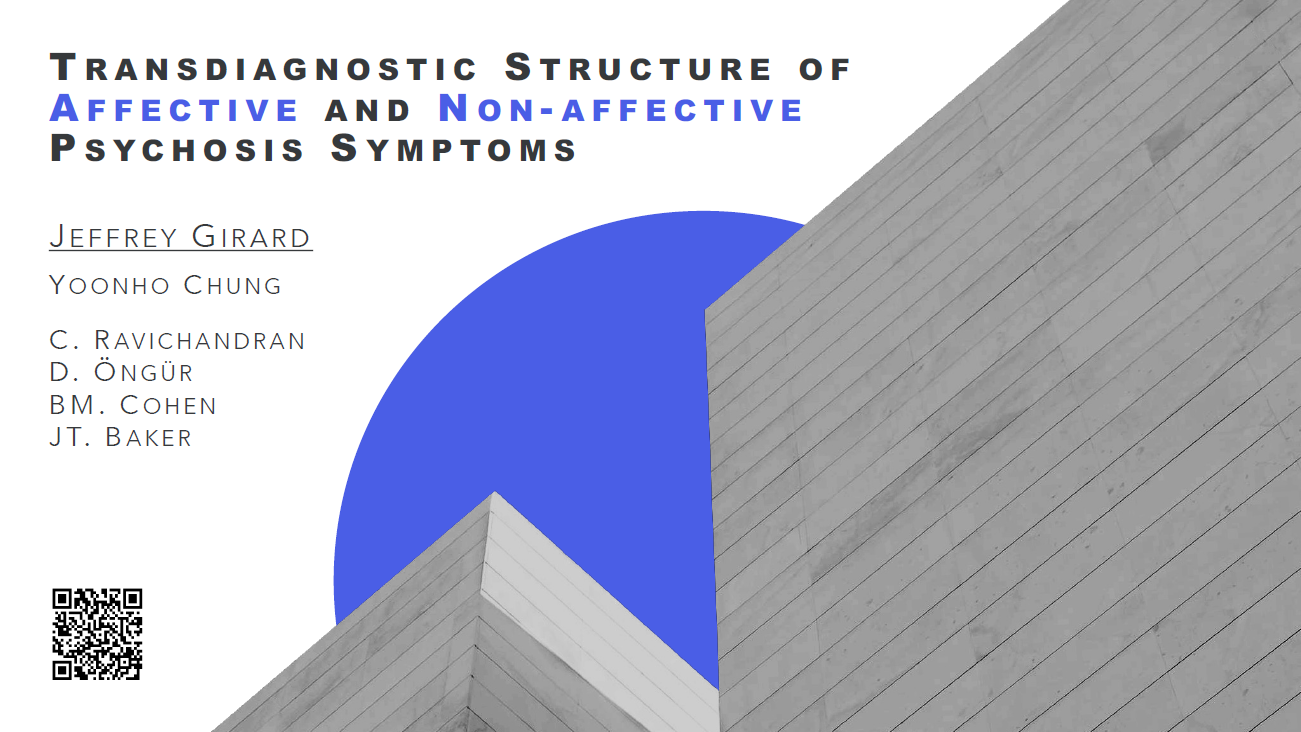 Transdiagnostic Structure of
Affective and Non-affective
Psychosis Symptoms
Jeffrey Girard
Yoonho Chung
C. Ravichandran
D. Öngür
BM. Cohen
JT. Baker